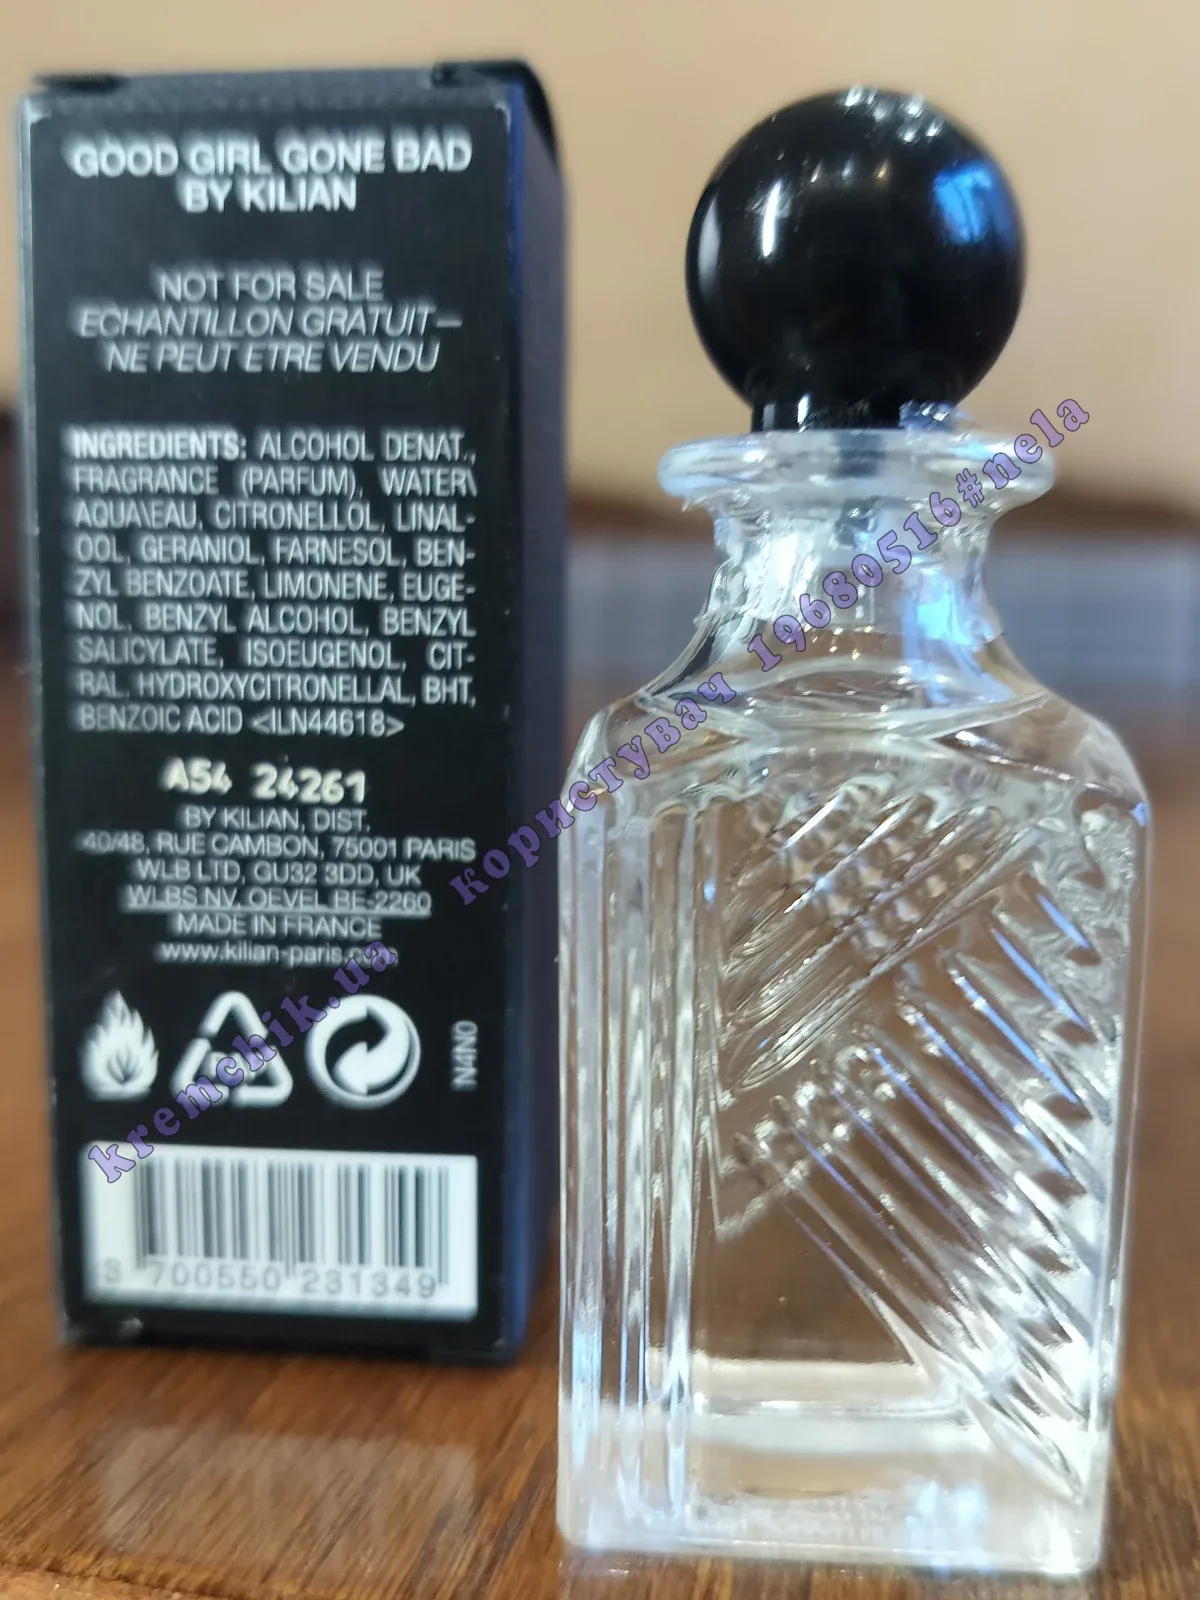 GOOD GIRL GONE BAD
BY KILIAN
NOT FOR SALE
ECHANTILLON GRATUIT –
NE PEUT ETRE VENDU
INGREDIENTS: ALCOHOL DENAT.,
FRAGRANCE (PARFUM), WATER\
AQUA\EAU, CITRONELLOL, LINAL-
OOL, GERANIOL, FARNESOL, BEN-
ZYL BENZOATE, LIMONENE, EUGE-
NOL, BENZYL ALCOHOL, BENZYL
SALICYLATE, ISOEUGENOL, CIT-
RAL, HYDROXYCITRONELLAL, BHT,
BENZOIC ACID <ILN44618>
A54 24261
BY KILIAN, DIST.
40/48, RUE CAMBON, 75001 PARIS
WLB LTD, GU32 3DD, UK
WLBS NV, OEVEL BE-2260
MADE IN FRANCE
www.kilian-paris.com
N4N0
3 700550 231349
kremchik.ua
користувач 19680516#nela